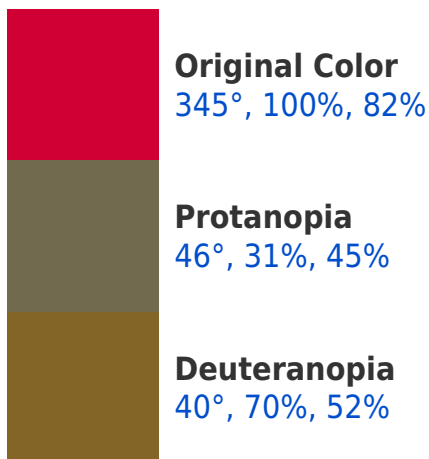 Original Color
345°, 100%, 82%
Protanopia
46°, 31%, 45%
Deuteranopia
40°, 70%, 52%